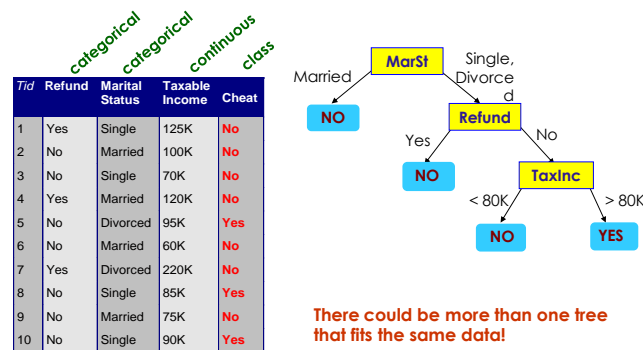 categorical categorical continuous class
Tid Refund Marital Status Taxable Income Cheat
1 Yes Single 125K No
2 No Married 100K No
3 No Single 70K No
4 Yes Married 120K No
5 No Divorced 95K Yes
6 No Married 60K No
7 Yes Divorced 220K No
8 No Single 85K Yes
9 No Married 75K No
10 No Single 90K Yes
MarSt
Married
Single,
Divorce
d
NO
Refund
Yes
No
NO
TaxInc
< 80K
> 80K
NO
YES
There could be more than one tree
that fits the same data!